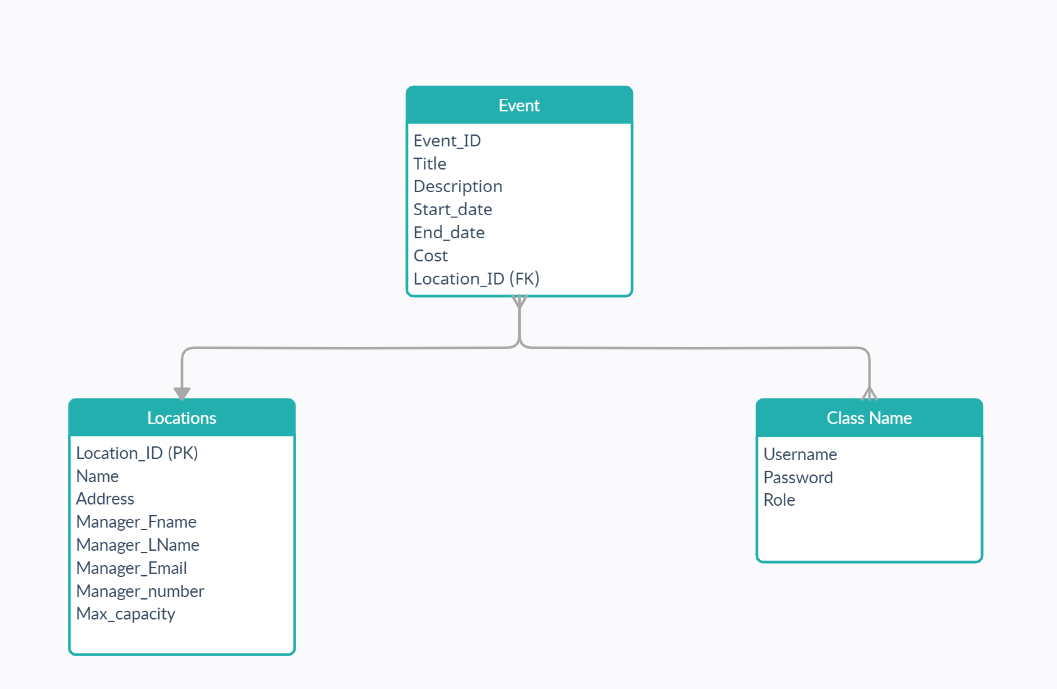 Event
Event_ID
Title
Description
Start_date
End_date
Cost
Location_ID (FK)
Locations
Location_ID (PK)
Name
Address
Manager_Fname
Manager_LName
Manager_Email
Manager_number
Max_capacity
Class Name
Username
Password
Role